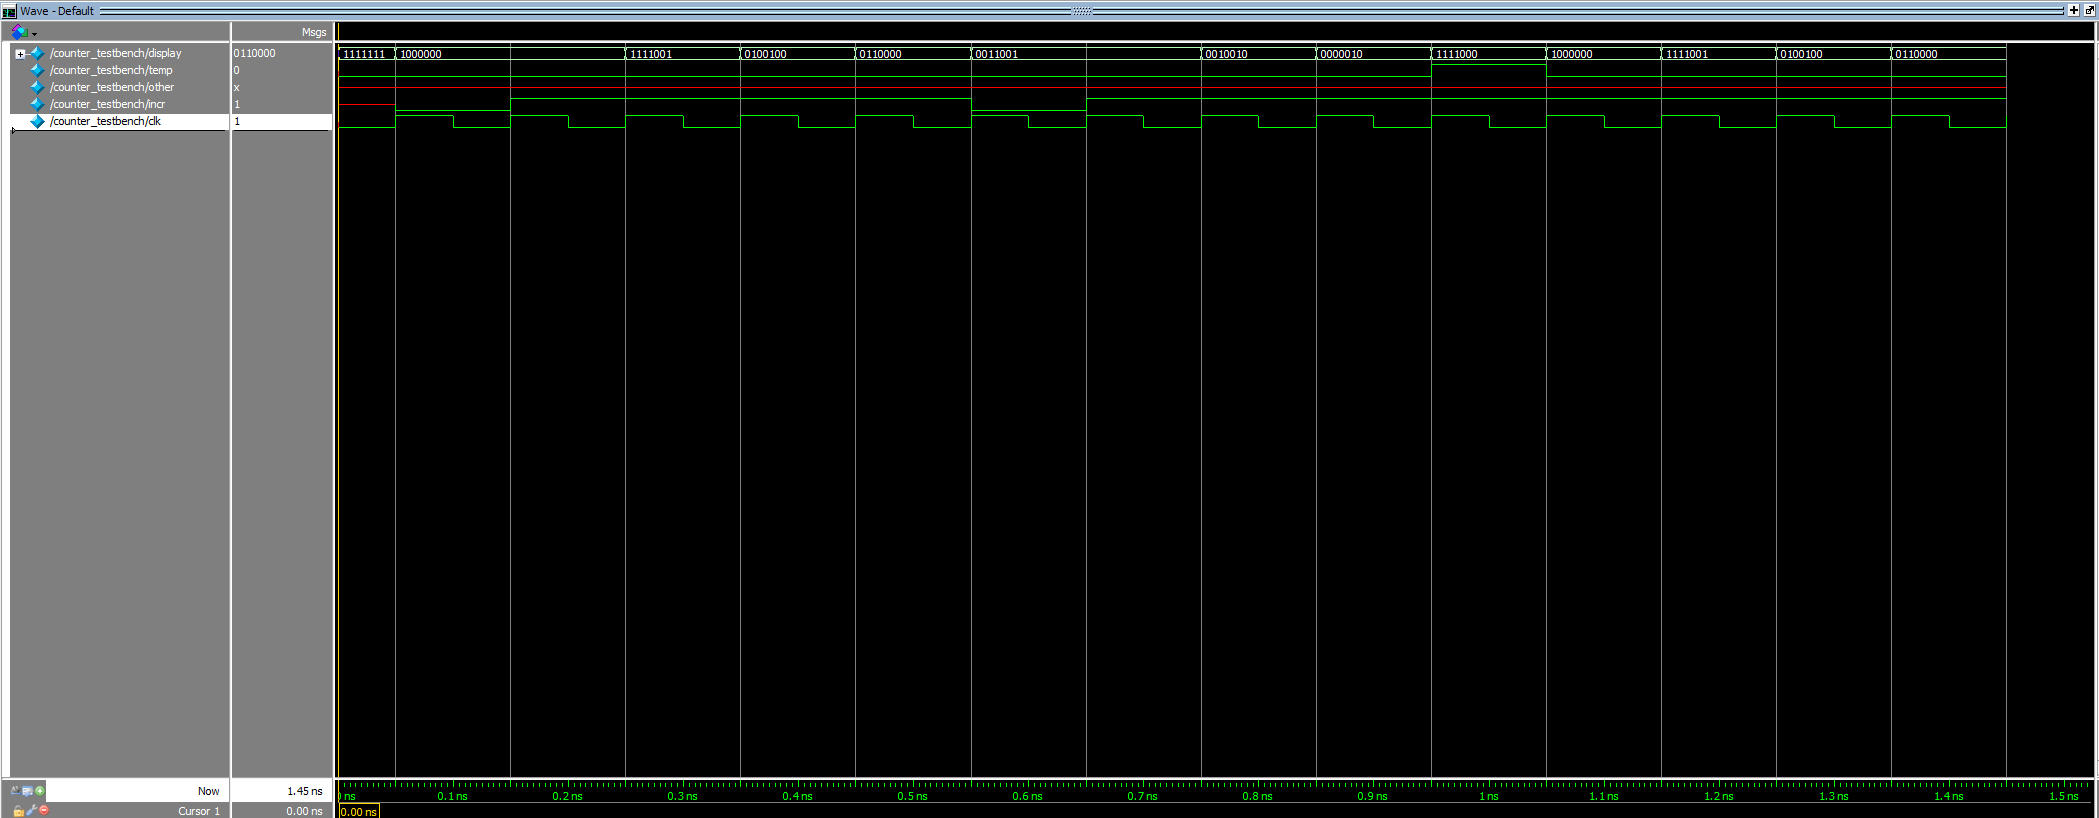 Wave - Default
Msgs
/counter_testbench/display 0110000 1111111 1000000 1111001 0100100 0110000 0011001 0010010 0000010 1111000 1000000 1111001 0100100 0110000
/counter_testbench/temp 0
/counter_testbench/other x
/counter_testbench/incr 1
/counter_testbench/clk 1
Now 1.45 ns ns 0.1 ns 0.2 ns 0.3 ns 0.4 ns 0.5 ns 0.6 ns 0.7 ns 0.8 ns 0.9 ns 1 ns 1.1 ns 1.2 ns 1.3 ns 1.4 ns 1.5 ns
Cursor 1 0.00 ns 0.00 ns